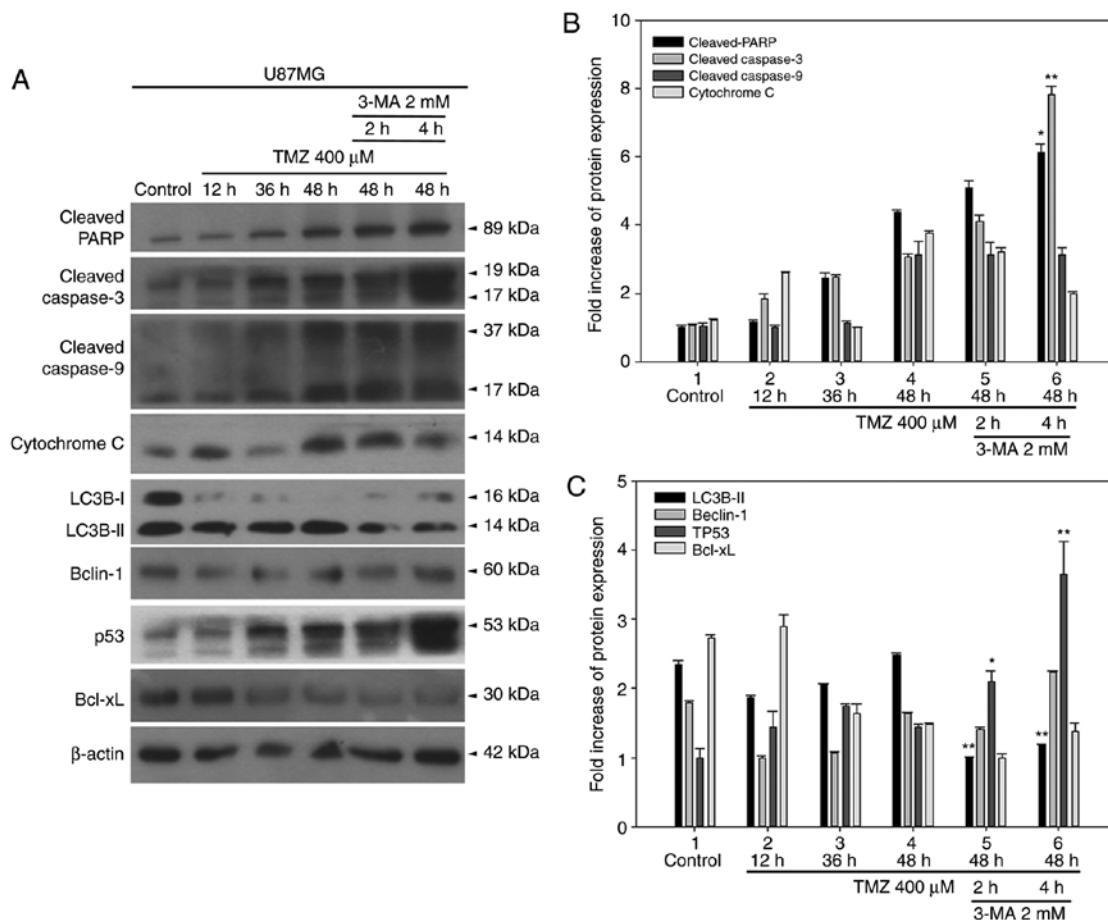 A
U87MG
3-MA 2 mM
2 h 4 h
TMZ 400 µM
Control 12 h 36 h 48 h 48 h 48 h
Cleaved
PARP
89 kDa
Cleaved
caspase-3
19 kDa
17 kDa
Cleaved
caspase-9
37 kDa
17 kDa
Cytochrome C
14 kDa
LC3B-I
16 kDa
LC3B-II
14 kDa
Bclin-1
60 kDa
p53
53 kDa
Bcl-xL
30 kDa
β-actin
42 kDa
B
Fold increase of protein expression
10
8
6
4
2
0
Cleaved-PARP
Cleaved caspase-3
Cleaved caspase-9
Cytochrome C
* **
1 2 3 4 5 6
Control 12 h 36 h 48 h 48 h 48 h
TMZ 400 µM 2 h 4 h
3-MA 2 mM
C
Fold increase of protein expression
5
4
3
2
1
0
LC3B-II
Beclin-1
TP53
Bcl-xL
** * ** **
1 2 3 4 5 6
Control 12 h 36 h 48 h 48 h 48 h
TMZ 400 µM 2 h 4 h
3-MA 2 mM